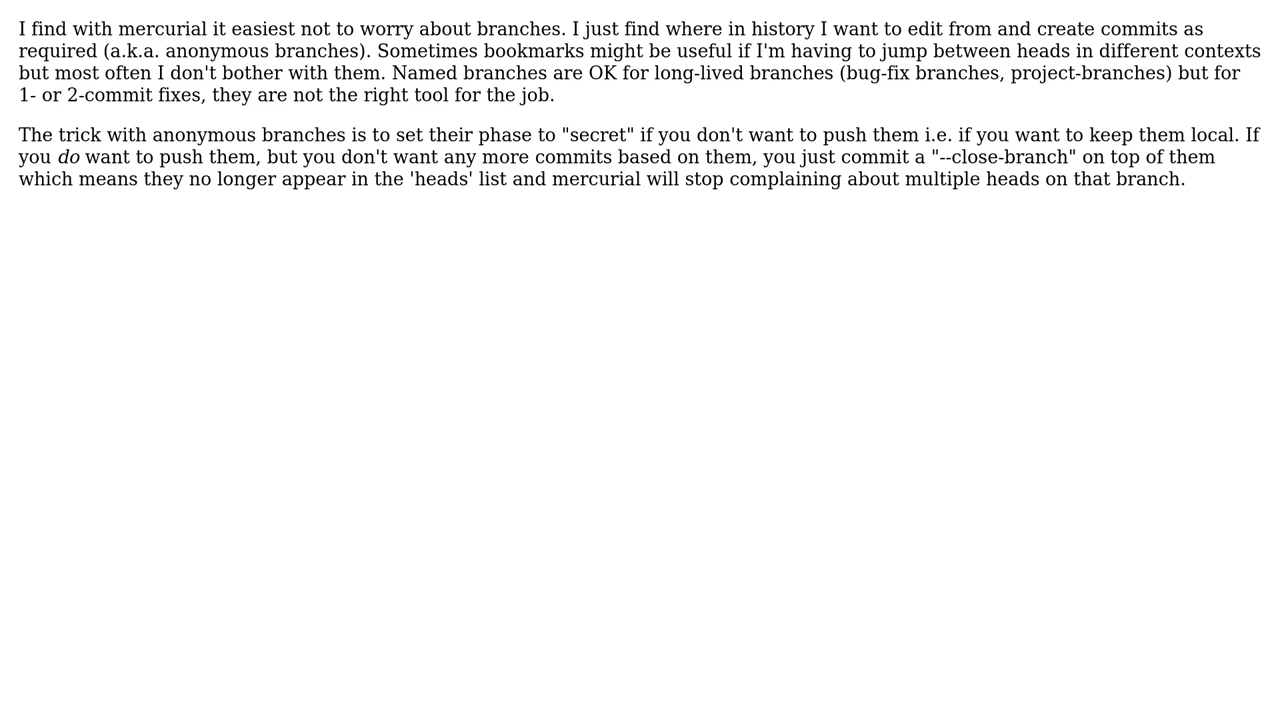 I find with mercurial it easiest not to worry about branches. I just find where in history I want to edit from and create commits as
required (a.k.a. anonymous branches). Sometimes bookmarks might be useful if I'm having to jump between heads in different contexts
but most often I don't bother with them. Named branches are OK for long-lived branches (bug-fix branches, project-branches) but for
1- or 2-commit fixes, they are not the right tool for the job.
The trick with anonymous branches is to set their phase to "secret" if you don't want to push them i.e. if you want to keep them local. If
you do want to push them, but you don't want any more commits based on them, you just commit a "--close-branch" on top of them
which means they no longer appear in the 'heads' list and mercurial will stop complaining about multiple heads on that branch.